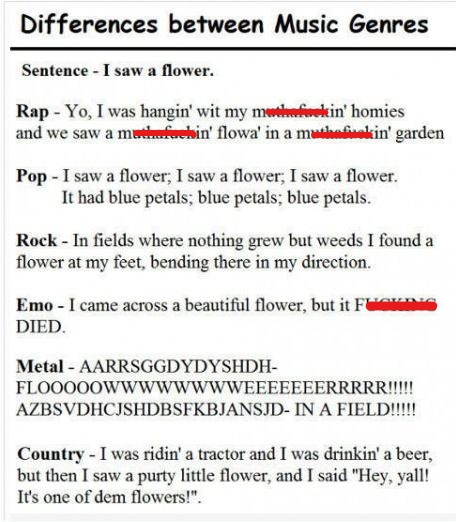 Differences between Music Genres
Sentence - I saw a flower.
Rap - Yo, I was hangin' wit my muthafuckin' homies
and we saw a muthafuckin' flowa' in a muthafuckin' garden
Pop - I saw a flower; I saw a flower; I saw a flower.
It had blue petals; blue petals; blue petals.
Rock - In fields where nothing grew but weeds I found a
flower at my feet, bending there in my direction.
Emo - I came across a beautiful flower, but it FUCKING
DIED.
Metal - AARRSGGDYDYSHDH-
FLOOOOOWWWWWWWWEEEEEEERRRRR!!!!!
AZBSVDHCJSHDBSFKBJANSJD- IN A FIELD!!!!!
Country - I was ridin' a tractor and I was drinkin' a beer,
but then I saw a purty little flower, and I said "Hey, yall!
It's one of dem flowers!".